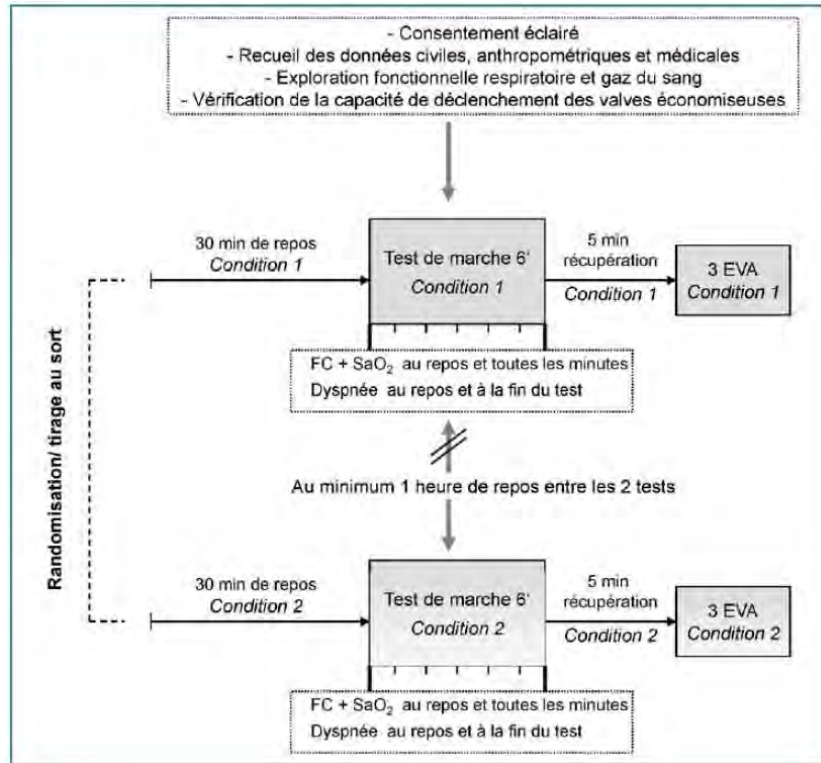 - Consentement éclairé
- Recueil des données civiles, anthropométriques et médicales
- Exploration fonctionnelle respiratoire et gaz du sang
- Vérification de la capacité de déclenchement des valves économiseuses
30 min de repos
Condition 1
Test de marche 6'
Condition 1
5 min
récupération
Condition 1
3 EVA
Condition 1
FC + SaO₂ au repos et toutes les minutes
Dyspnée au repos et à la fin du test
Randomisation/ tirage au sort
Au minimum 1 heure de repos entre les 2 tests
30 min de repos
Condition 2
Test de marche 6'
Condition 2
5 min
récupération
Condition 2
3 EVA
Condition 2
FC + SaO₂ au repos et toutes les minutes
Dyspnée au repos et à la fin du test